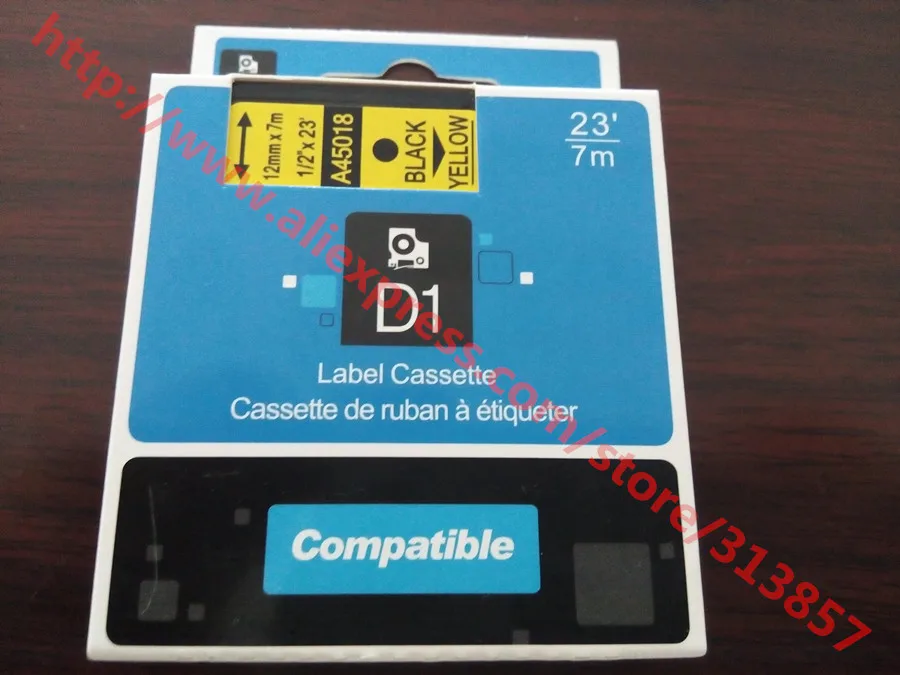 12mm x 7m
1/2"x 23'
A45018
BLACK
YELLOW
23'
7m
D1
Label Cassette
Cassette de ruban à étiqueter
Compatible
http://www.aliexpress.com/store/313857